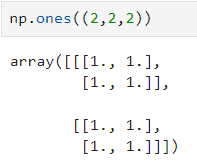 np.ones((2,2,2))
array([[[1., 1.],
        [1., 1.]],

       [[1., 1.],
        [1., 1.]]])